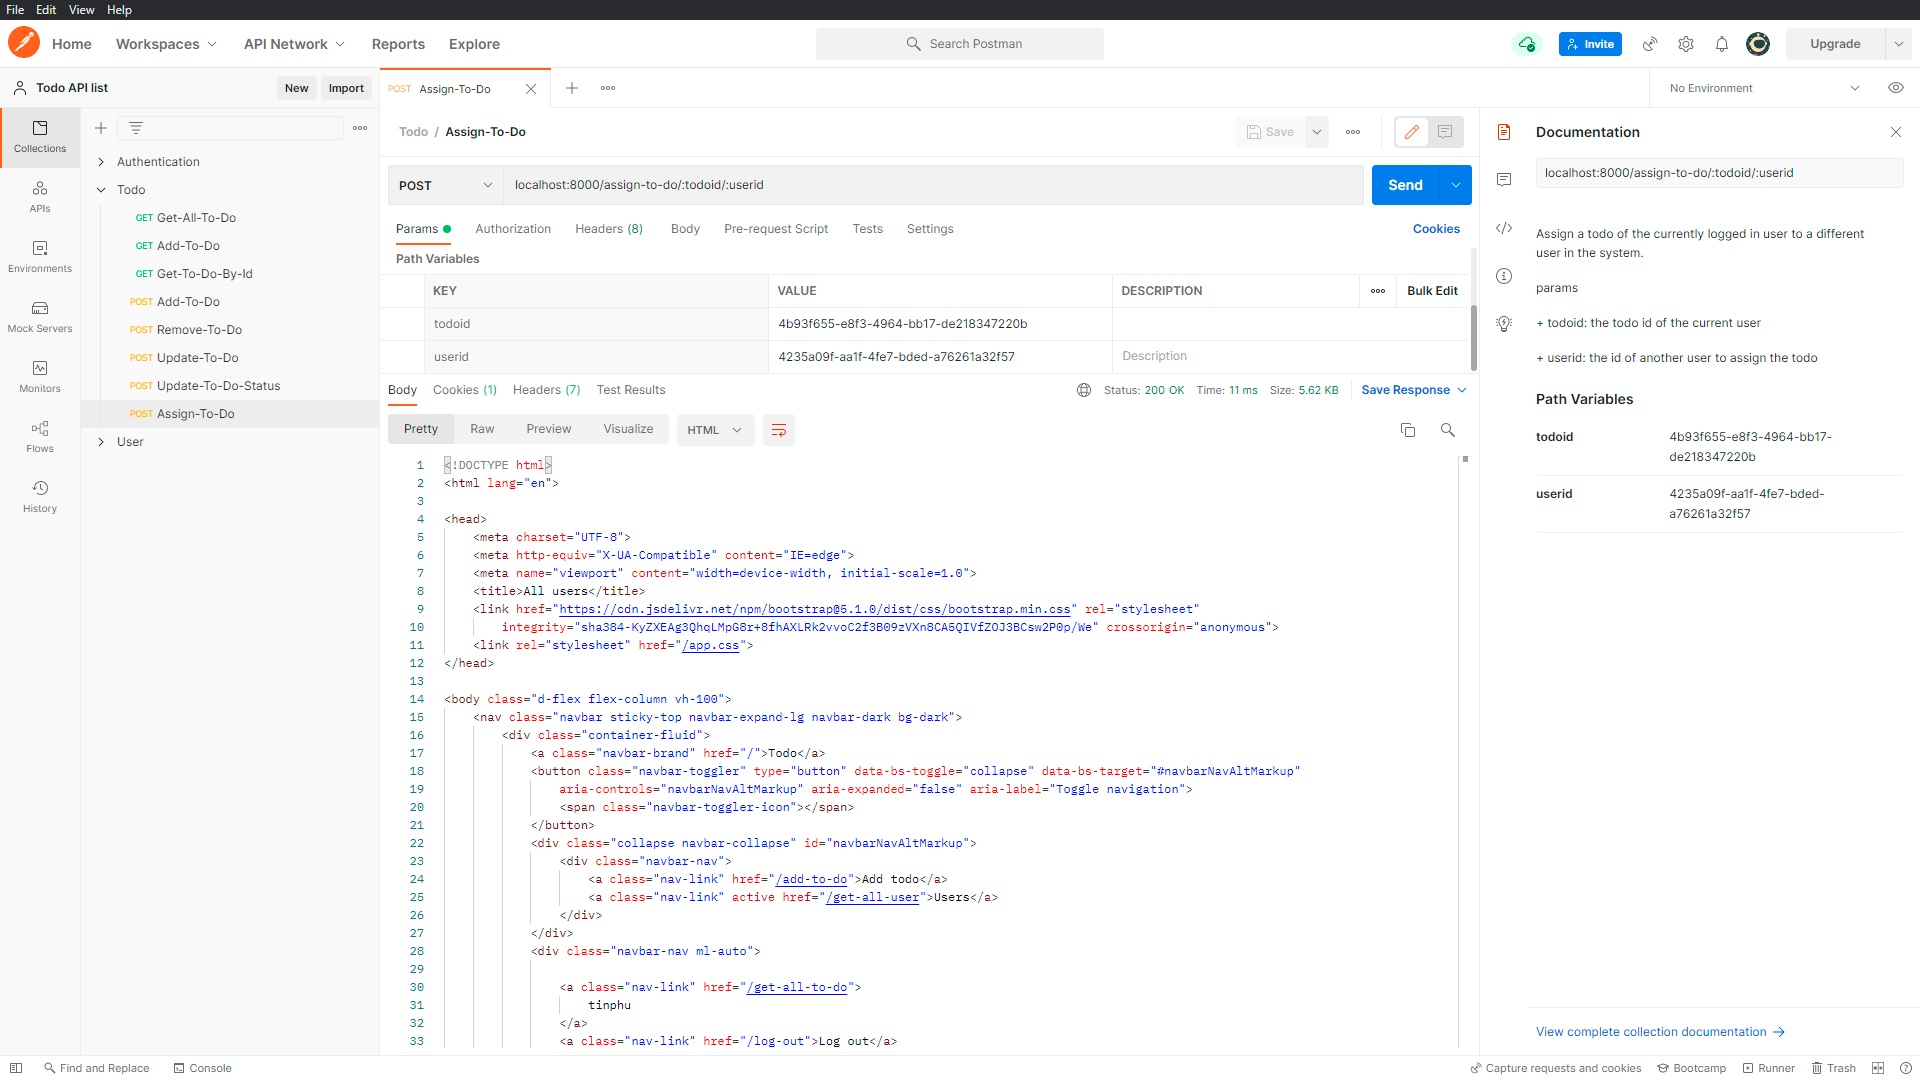 File Edit View Help
Home Workspaces API Network Reports Explore Search Postman Invite Upgrade
Todo API list New Import POST Assign-To-Do No Environment
Collections
APIs
Environments
Mock Servers
Monitors
Flows
History
Authentication
Todo
GET Get-All-To-Do
GET Add-To-Do
GET Get-To-Do-By-Id
POST Add-To-Do
POST Remove-To-Do
POST Update-To-Do
POST Update-To-Do-Status
POST Assign-To-Do
User
Todo / Assign-To-Do Save
POST localhost:8000/assign-to-do/:todoid/:userid Send
Params Authorization Headers (8) Body Pre-request Script Tests Settings Cookies
Path Variables
KEY VALUE DESCRIPTION Bulk Edit
todoid 4b93f655-e8f3-4964-bb17-de218347220b
userid 4235a09f-aa1f-4fe7-bded-a76261a32f57 Description
Body Cookies (1) Headers (7) Test Results Status: 200 OK Time: 11 ms Size: 5.62 KB Save Response
Pretty Raw Preview Visualize HTML
1 <!DOCTYPE html>
2 <html lang="en">
3
4 <head>
5 <meta charset="UTF-8">
6 <meta http-equiv="X-UA-Compatible" content="IE=edge">
7 <meta name="viewport" content="width=device-width, initial-scale=1.0">
8 <title>All users</title>
9 <link href="https://cdn.jsdelivr.net/npm/bootstrap@5.1.0/dist/css/bootstrap.min.css" rel="stylesheet"
10 integrity="sha384-KyZXEAg3QhqLMpG8r+8fhAXLRk2vvoC2f3B09zVXn8CA5QIVfZOJ3BCsw2P0p/We" crossorigin="anonymous">
11 <link rel="stylesheet" href="/app.css">
12 </head>
13
14 <body class="d-flex flex-column vh-100">
15 <nav class="navbar sticky-top navbar-expand-lg navbar-dark bg-dark">
16 <div class="container-fluid">
17 <a class="navbar-brand" href="/">Todo</a>
18 <button class="navbar-toggler" type="button" data-bs-toggle="collapse" data-bs-target="#navbarNavAltMarkup"
19 aria-controls="navbarNavAltMarkup" aria-expanded="false" aria-label="Toggle navigation">
20 <span class="navbar-toggler-icon"></span>
21 </button>
22 <div class="collapse navbar-collapse" id="navbarNavAltMarkup">
23 <div class="navbar-nav">
24 <a class="nav-link" href="/add-to-do">Add todo</a>
25 <a class="nav-link" active href="/get-all-user">Users</a>
26 </div>
27 </div>
28 <div class="navbar-nav ml-auto">
29
30 <a class="nav-link" href="/get-all-to-do">
31 tinphu
32 </a>
33 <a class="nav-link" href="/log-out">Log out</a>
Documentation
localhost:8000/assign-to-do/:todoid/:userid
Assign a todo of the currently logged in user to a different
user in the system.
params
+ todoid: the todo id of the current user
+ userid: the id of another user to assign the todo
Path Variables
todoid 4b93f655-e8f3-4964-bb17-
de218347220b
userid 4235a09f-aa1f-4fe7-bded-
a76261a32f57
View complete collection documentation →
Find and Replace Console Capture requests and cookies Bootcamp Runner Trash